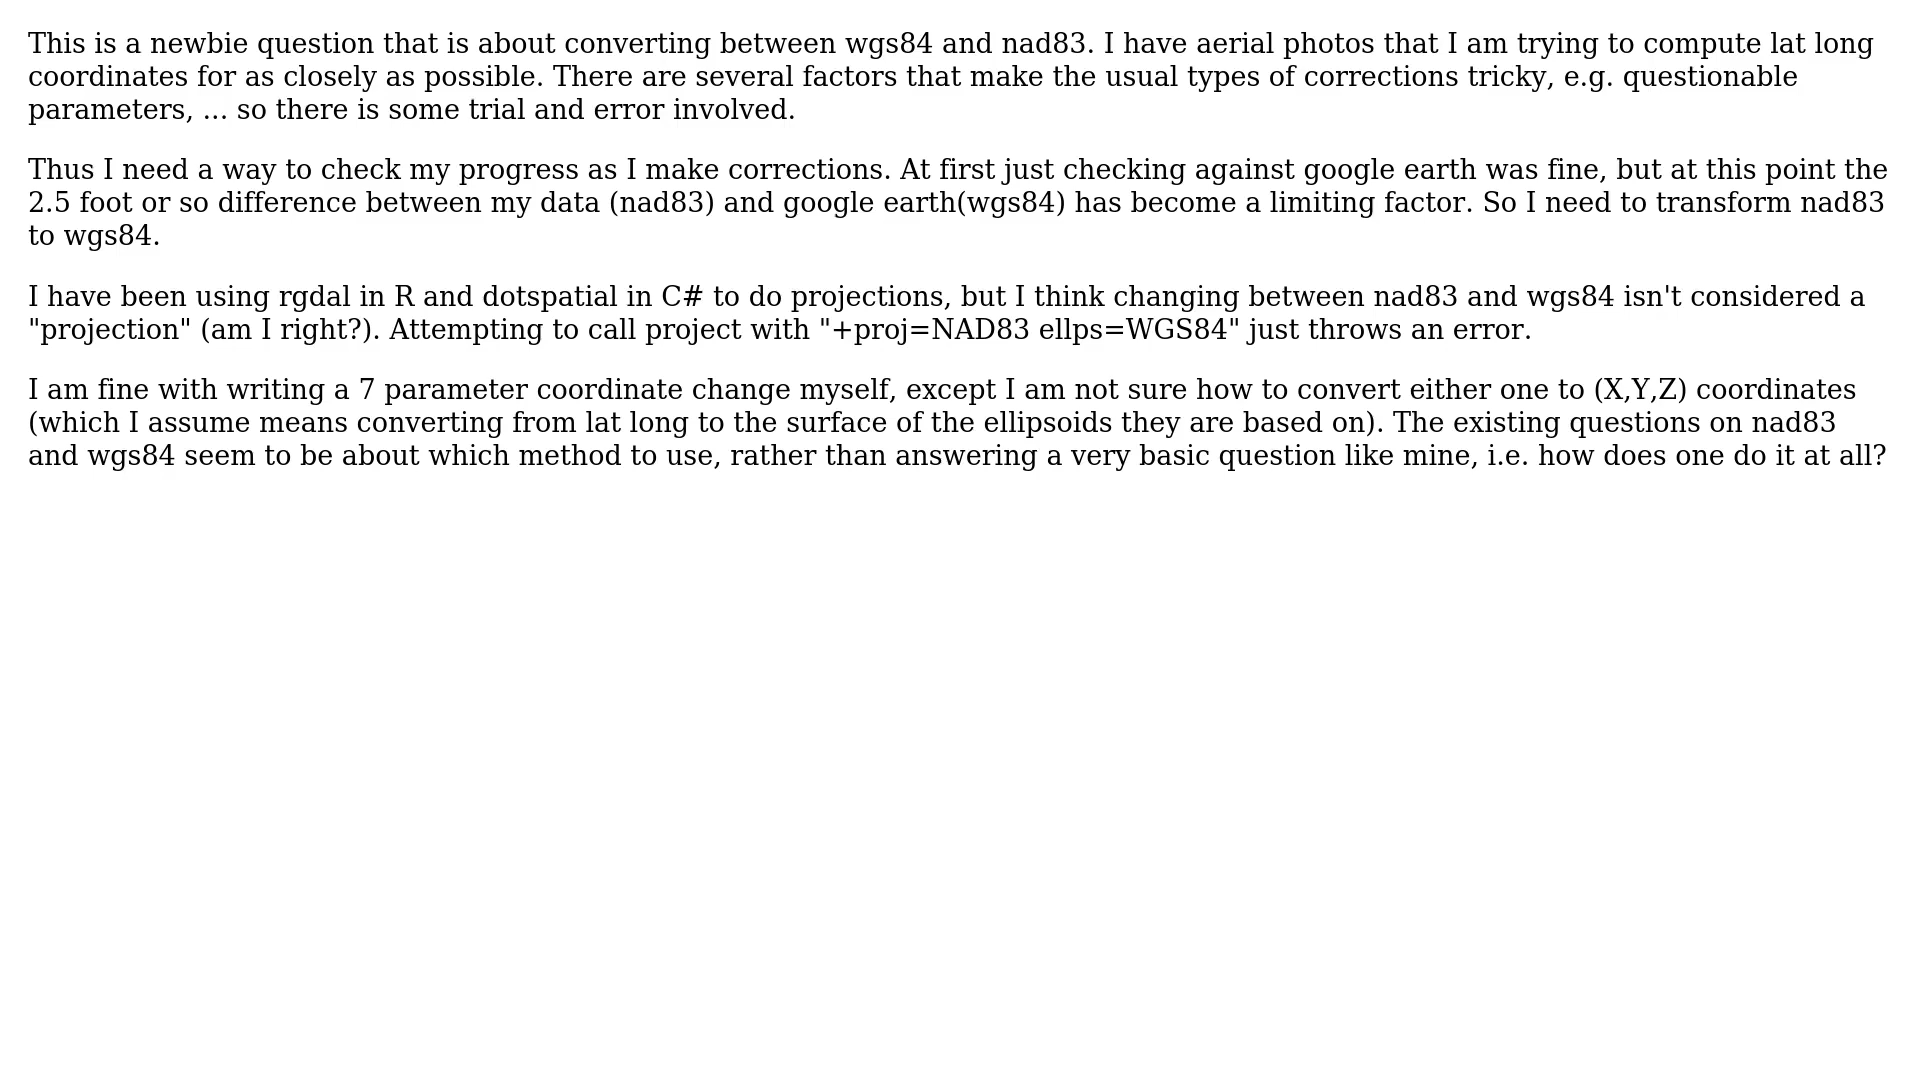 This is a newbie question that is about converting between wgs84 and nad83. I have aerial photos that I am trying to compute lat long
coordinates for as closely as possible. There are several factors that make the usual types of corrections tricky, e.g. questionable
parameters, ... so there is some trial and error involved.
Thus I need a way to check my progress as I make corrections. At first just checking against google earth was fine, but at this point the
2.5 foot or so difference between my data (nad83) and google earth(wgs84) has become a limiting factor. So I need to transform nad83
to wgs84.
I have been using rgdal in R and dotspatial in C# to do projections, but I think changing between nad83 and wgs84 isn't considered a
"projection" (am I right?). Attempting to call project with "+proj=NAD83 ellps=WGS84" just throws an error.
I am fine with writing a 7 parameter coordinate change myself, except I am not sure how to convert either one to (X,Y,Z) coordinates
(which I assume means converting from lat long to the surface of the ellipsoids they are based on). The existing questions on nad83
and wgs84 seem to be about which method to use, rather than answering a very basic question like mine, i.e. how does one do it at all?